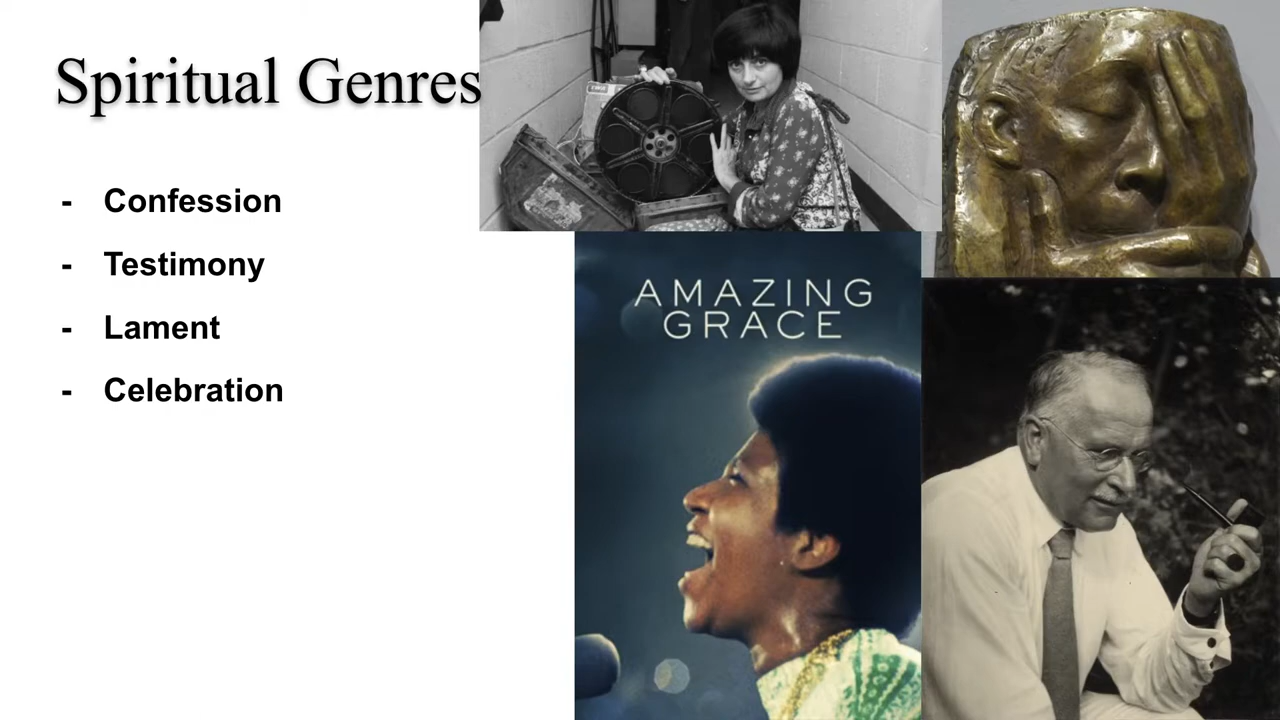 Spiritual Genres
- Confession
- Testimony
- Lament
- Celebration
AMAZING
GRACE